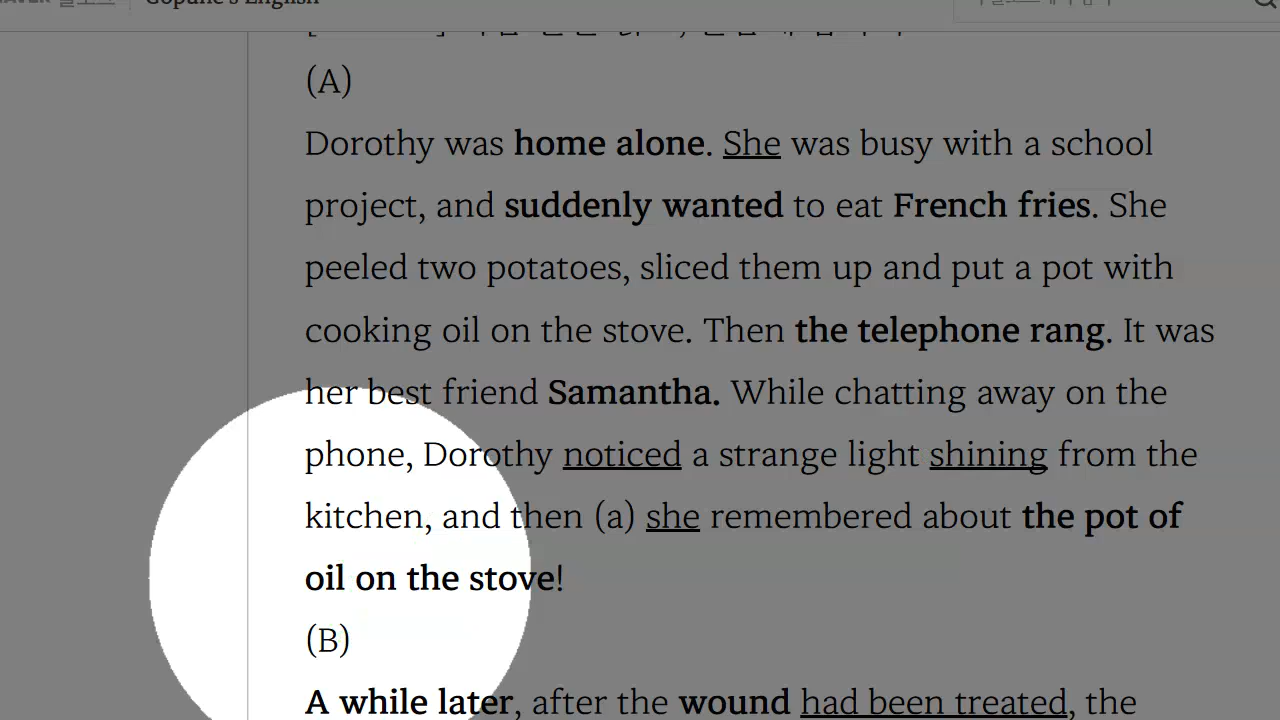 Gopane's English
(A)
Dorothy was home alone. She was busy with a school
project, and suddenly wanted to eat French fries. She
peeled two potatoes, sliced them up and put a pot with
cooking oil on the stove. Then the telephone rang. It was
her best friend Samantha. While chatting away on the
phone, Dorothy noticed a strange light shining from the
kitchen, and then (a) she remembered about the pot of
oil on the stove!
(B)
A while later, after the wound had been treated, the